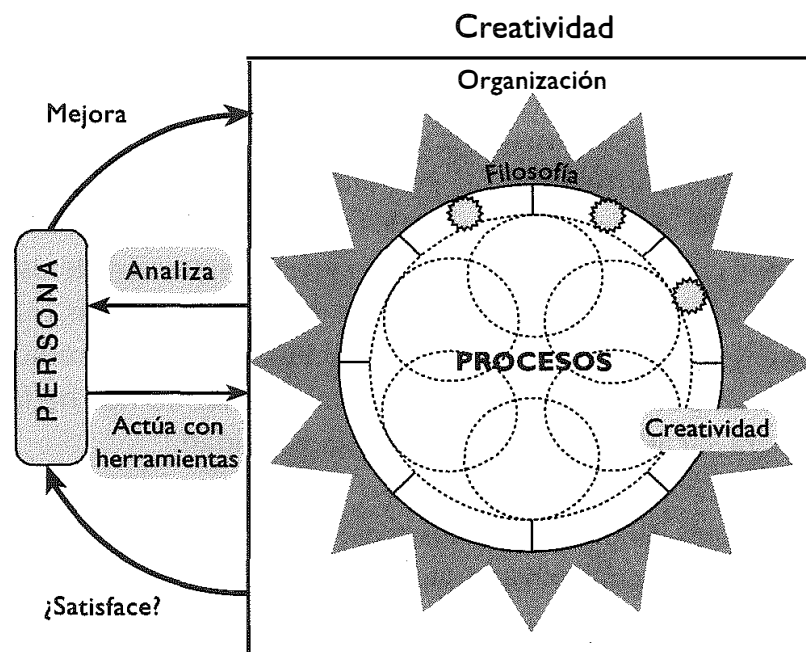 Creatividad
Organización
Mejora
Filosofía
Analiza
PERSONA
PROCESOS
Actúa con
herramientas
Creatividad
¿Satisface?